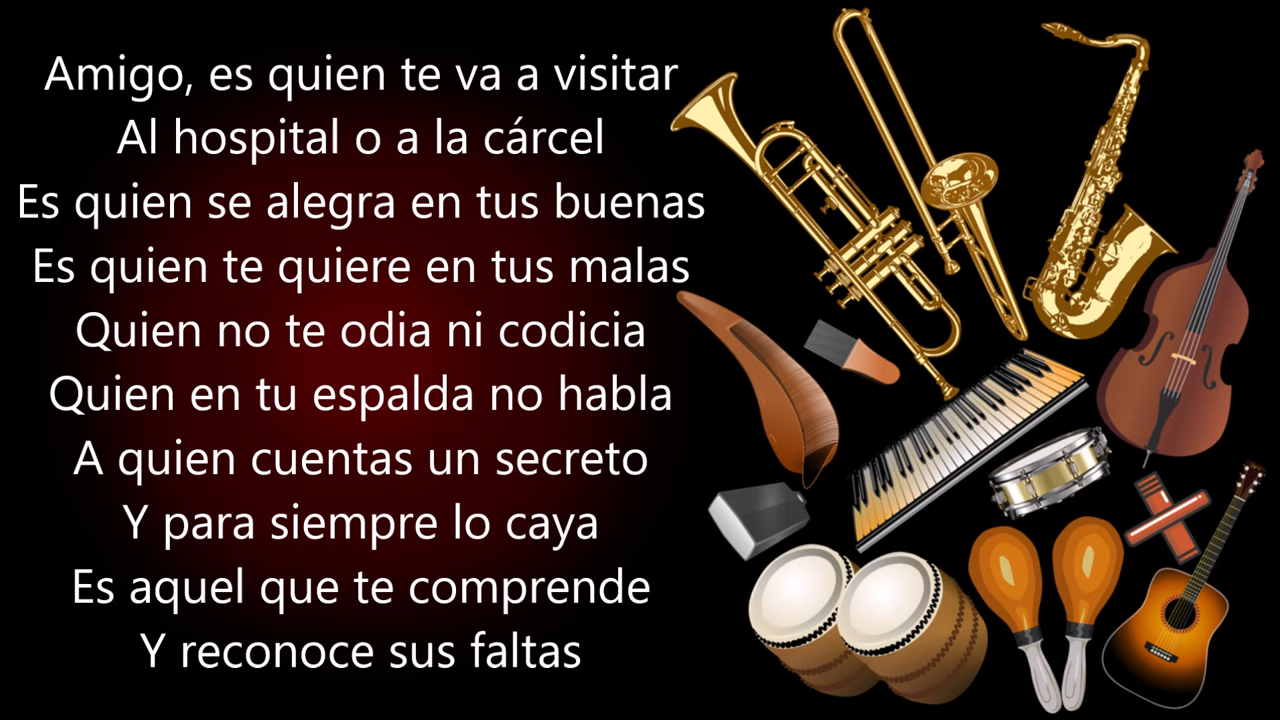 Amigo, es quien te va a visitar
Al hospital o a la cárcel
Es quien se alegra en tus buenas
Es quien te quiere en tus malas
Quien no te odia ni codicia
Quien en tu espalda no habla
A quien cuentas un secreto
Y para siempre lo caya
Es aquel que te comprende
Y reconoce sus faltas